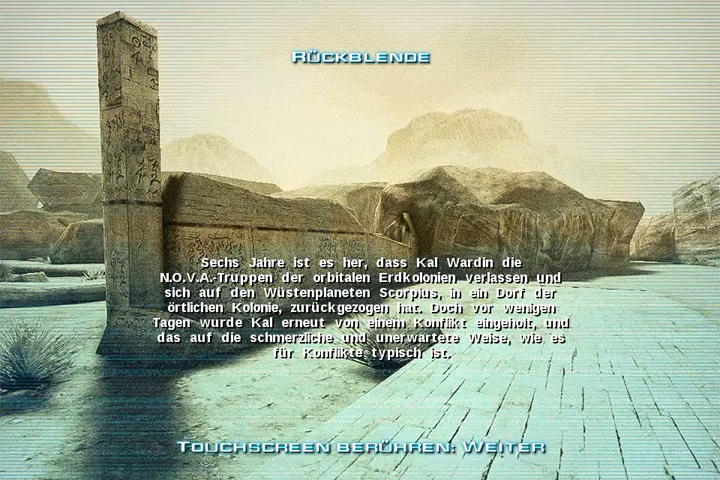 Rückblende
Sechs Jahre ist es her, dass Kal Wardin die
N.O.V.A.-Truppen der orbitalen Erdkolonien verlassen und
sich auf den Wüstenplaneten Scorpius, in ein Dorf der
örtlichen Kolonie, zurückgezogen hat. Doch vor wenigen
Tagen wurde Kal erneut von einem Konflikt eingeholt, und
das auf die schmerzliche und unerwartete Weise, wie es
für Konflikte typisch ist.
Touchscreen berühren: Weiter